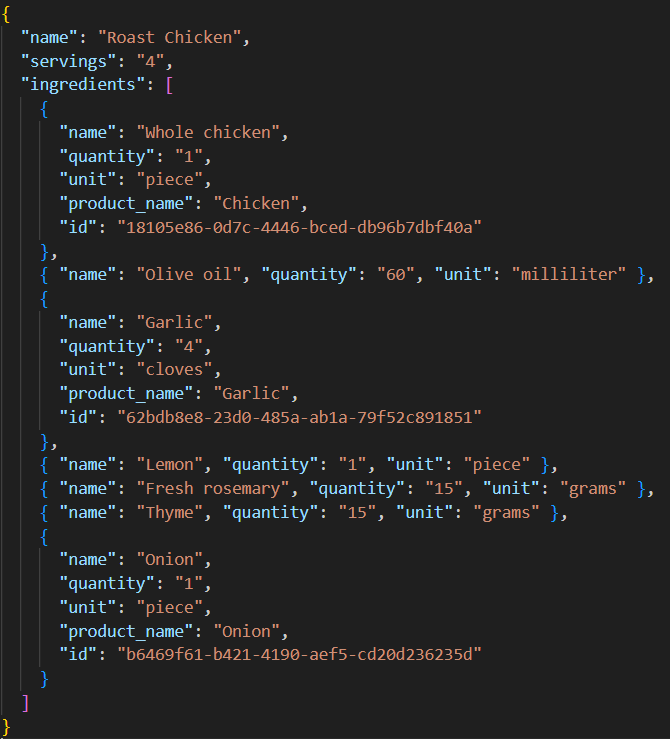 {
  "name": "Roast Chicken",
  "servings": "4",
  "ingredients": [
    {
      "name": "Whole chicken",
      "quantity": "1",
      "unit": "piece",
      "product_name": "Chicken",
      "id": "18105e86-0d7c-4446-bced-db96b7dbf40a"
    },
    { "name": "Olive oil", "quantity": "60", "unit": "milliliter" },
    {
      "name": "Garlic",
      "quantity": "4",
      "unit": "cloves",
      "product_name": "Garlic",
      "id": "62bdb8e8-23d0-485a-ab1a-79f52c891851"
    },
    { "name": "Lemon", "quantity": "1", "unit": "piece" },
    { "name": "Fresh rosemary", "quantity": "15", "unit": "grams" },
    { "name": "Thyme", "quantity": "15", "unit": "grams" },
    {
      "name": "Onion",
      "quantity": "1",
      "unit": "piece",
      "product_name": "Onion",
      "id": "b6469f61-b421-4190-aef5-cd20d236235d"
    }
  ]
}